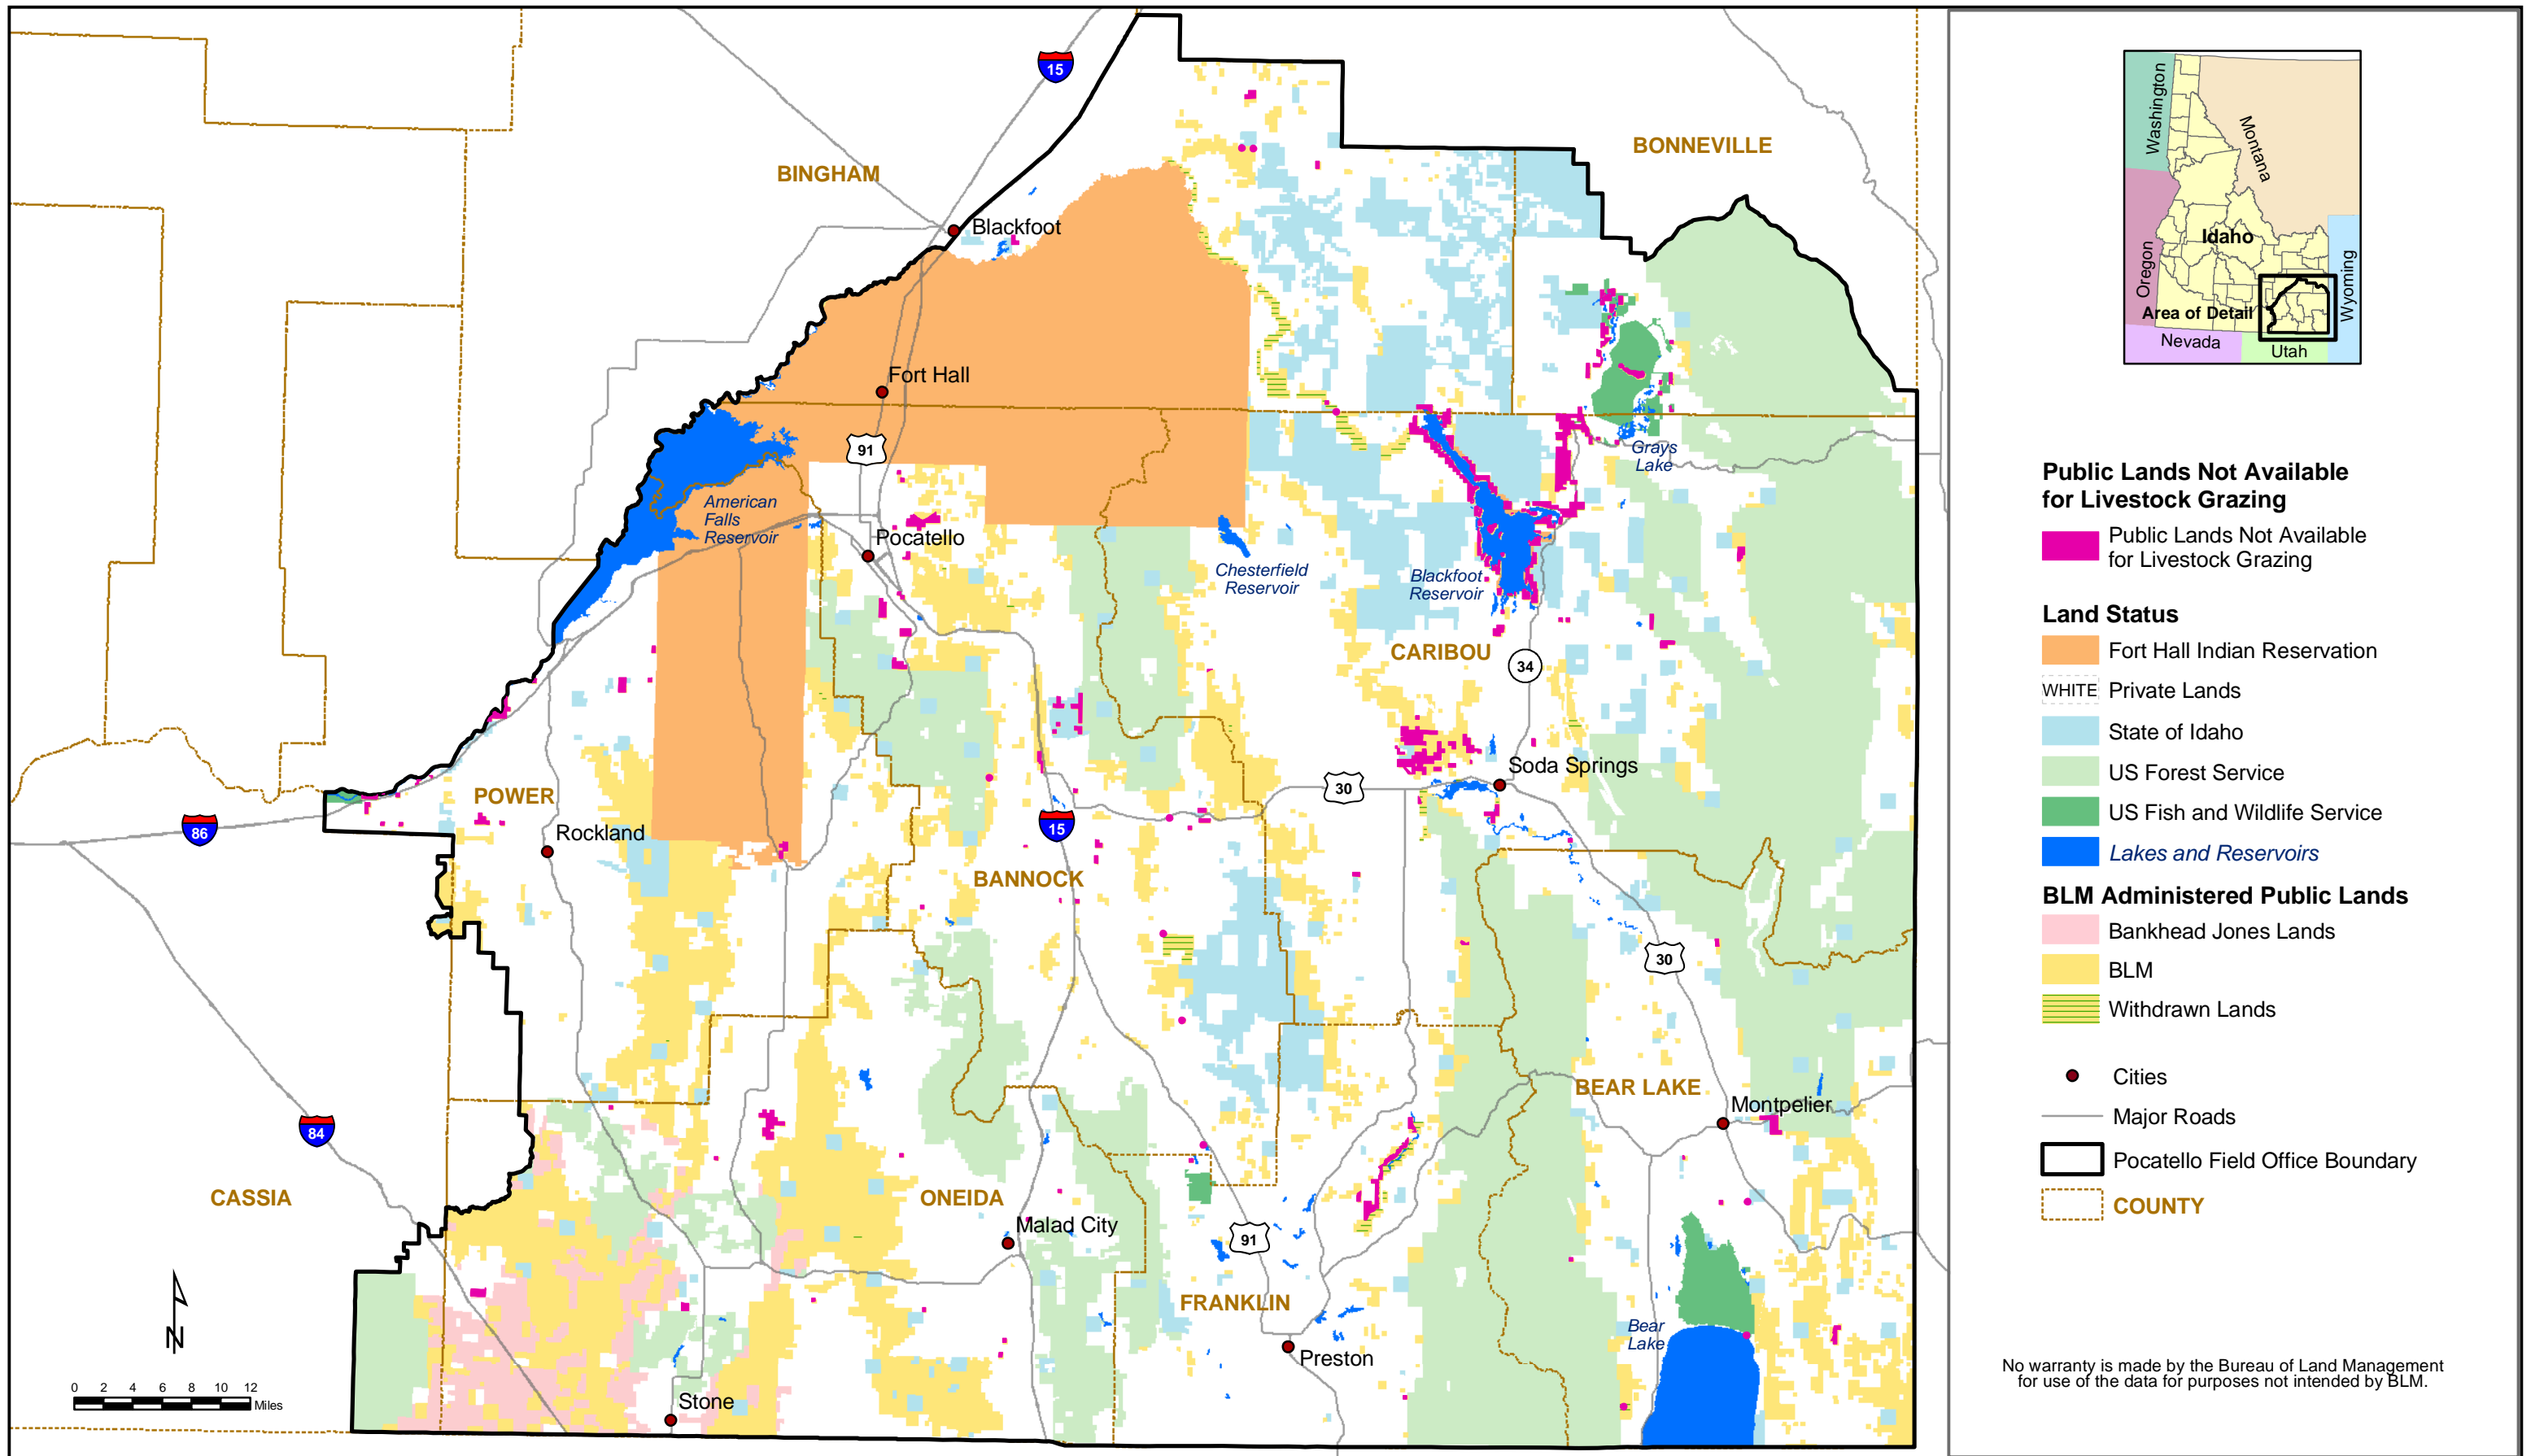 15
BINGHAM
BONNEVILLE
Blackfoot
Fort Hall
91
American
Falls
Reservoir
Pocatello
Grays
Lake
Chesterfield
Reservoir
Blackfoot
Reservoir
CARIBOU
34
Soda Springs
30
POWER
86
Rockland
15
BANNOCK
30
BEAR LAKE
Montpelier
84
CASSIA
ONEIDA
Malad City
91
FRANKLIN
Bear
Lake
Preston
Stone
N
0 2 4 6 8 10 12
Miles
Washington
Montana
Oregon
Idaho
Wyoming
Area of Detail
Nevada
Utah
Public Lands Not Available
for Livestock Grazing
Public Lands Not Available
for Livestock Grazing
Land Status
Fort Hall Indian Reservation
WHITE Private Lands
State of Idaho
US Forest Service
US Fish and Wildlife Service
Lakes and Reservoirs
BLM Administered Public Lands
Bankhead Jones Lands
BLM
Withdrawn Lands
Cities
Major Roads
Pocatello Field Office Boundary
COUNTY
No warranty is made by the Bureau of Land Management
for use of the data for purposes not intended by BLM.